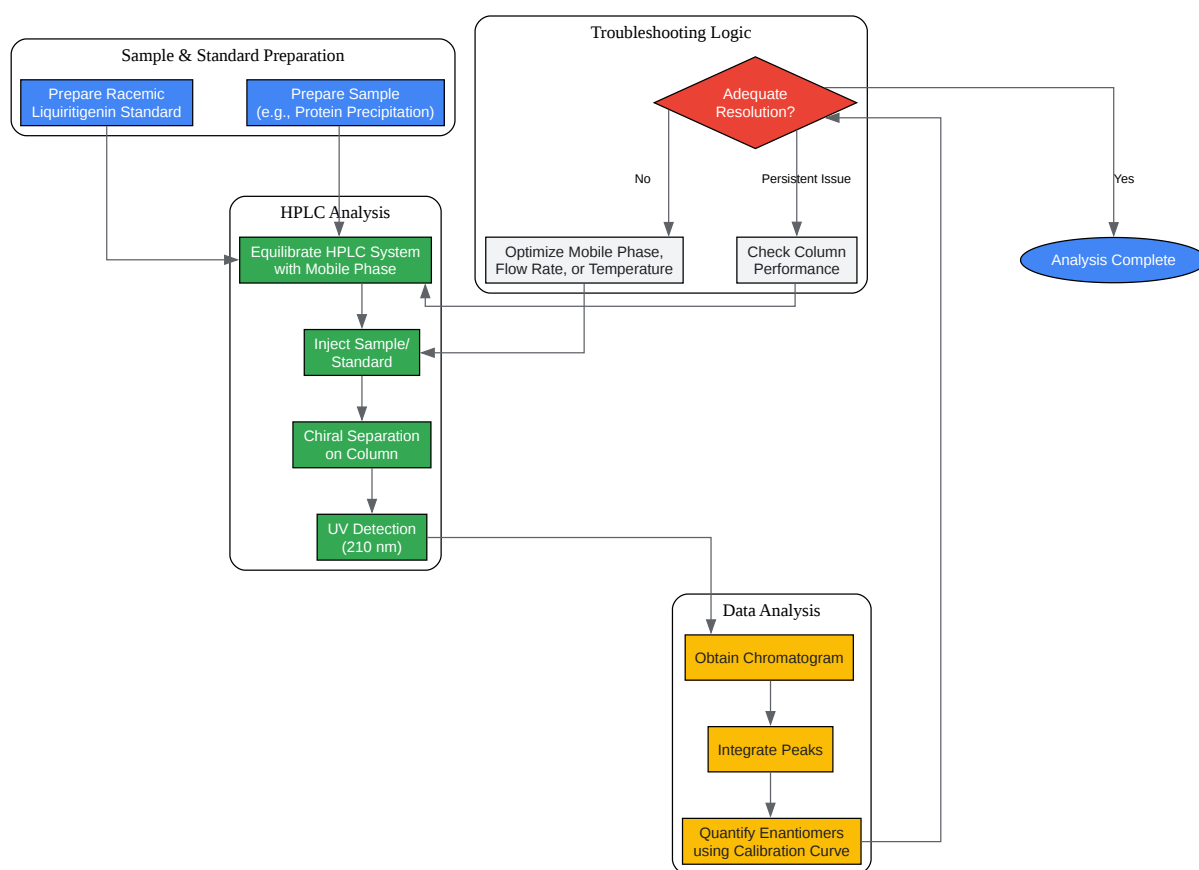 Sample & Standard Preparation
Prepare Racemic
Liquiritigenin Standard
Prepare Sample
(e.g., Protein Precipitation)
Troubleshooting Logic
Adequate
Resolution?
No
Persistent Issue
Yes
Optimize Mobile Phase,
Flow Rate, or Temperature
Check Column
Performance
Analysis Complete
HPLC Analysis
Equilibrate HPLC System
with Mobile Phase
Inject Sample/
Standard
Chiral Separation
on Column
UV Detection
(210 nm)
Data Analysis
Obtain Chromatogram
Integrate Peaks
Quantify Enantiomers
using Calibration Curve